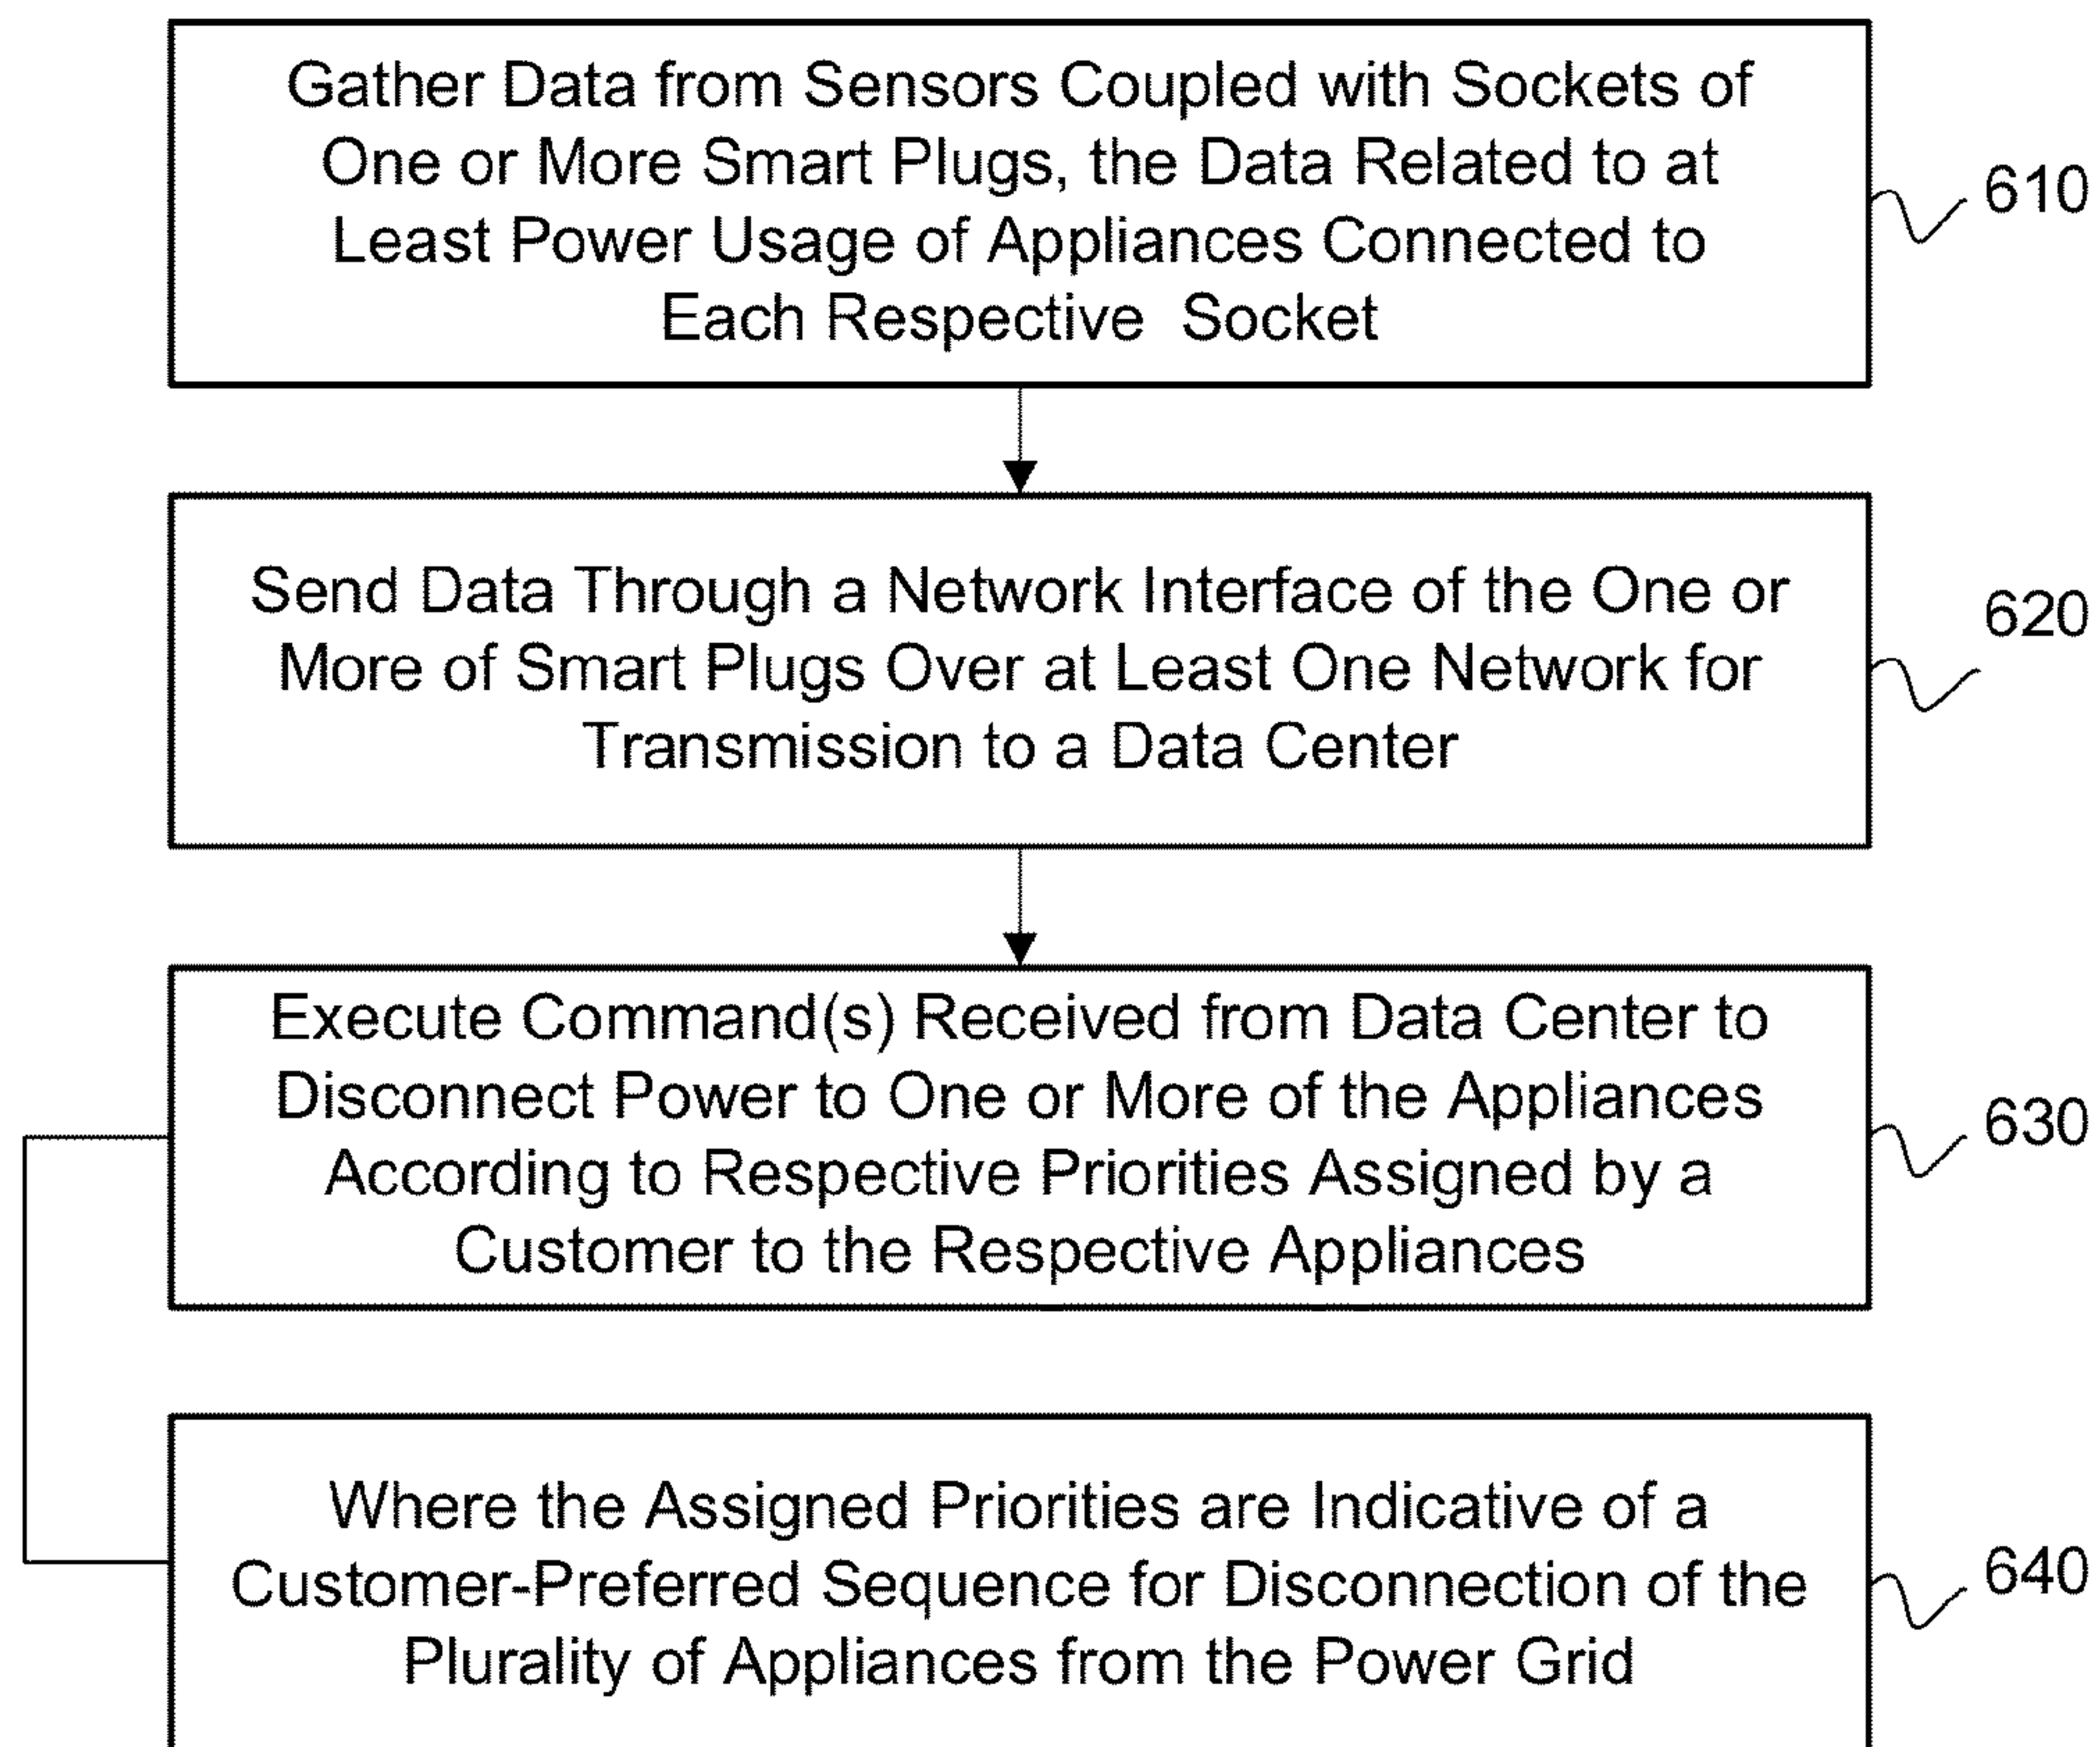 Gather Data from Sensors Coupled with Sockets of
One or More Smart Plugs, the Data Related to at
Least Power Usage of Appliances Connected to
Each Respective Socket
610
Send Data Through a Network Interface of the One or
More of Smart Plugs Over at Least One Network for
Transmission to a Data Center
620
Execute Command(s) Received from Data Center to
Disconnect Power to One or More of the Appliances
According to Respective Priorities Assigned by a
Customer to the Respective Appliances
630
Where the Assigned Priorities are Indicative of a
Customer-Preferred Sequence for Disconnection of the
Plurality of Appliances from the Power Grid
640